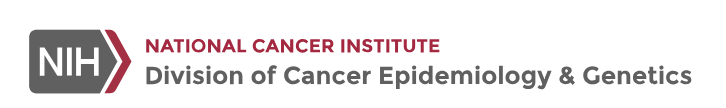 NIH
NATIONAL CANCER INSTITUTE
Division of Cancer Epidemiology & Genetics